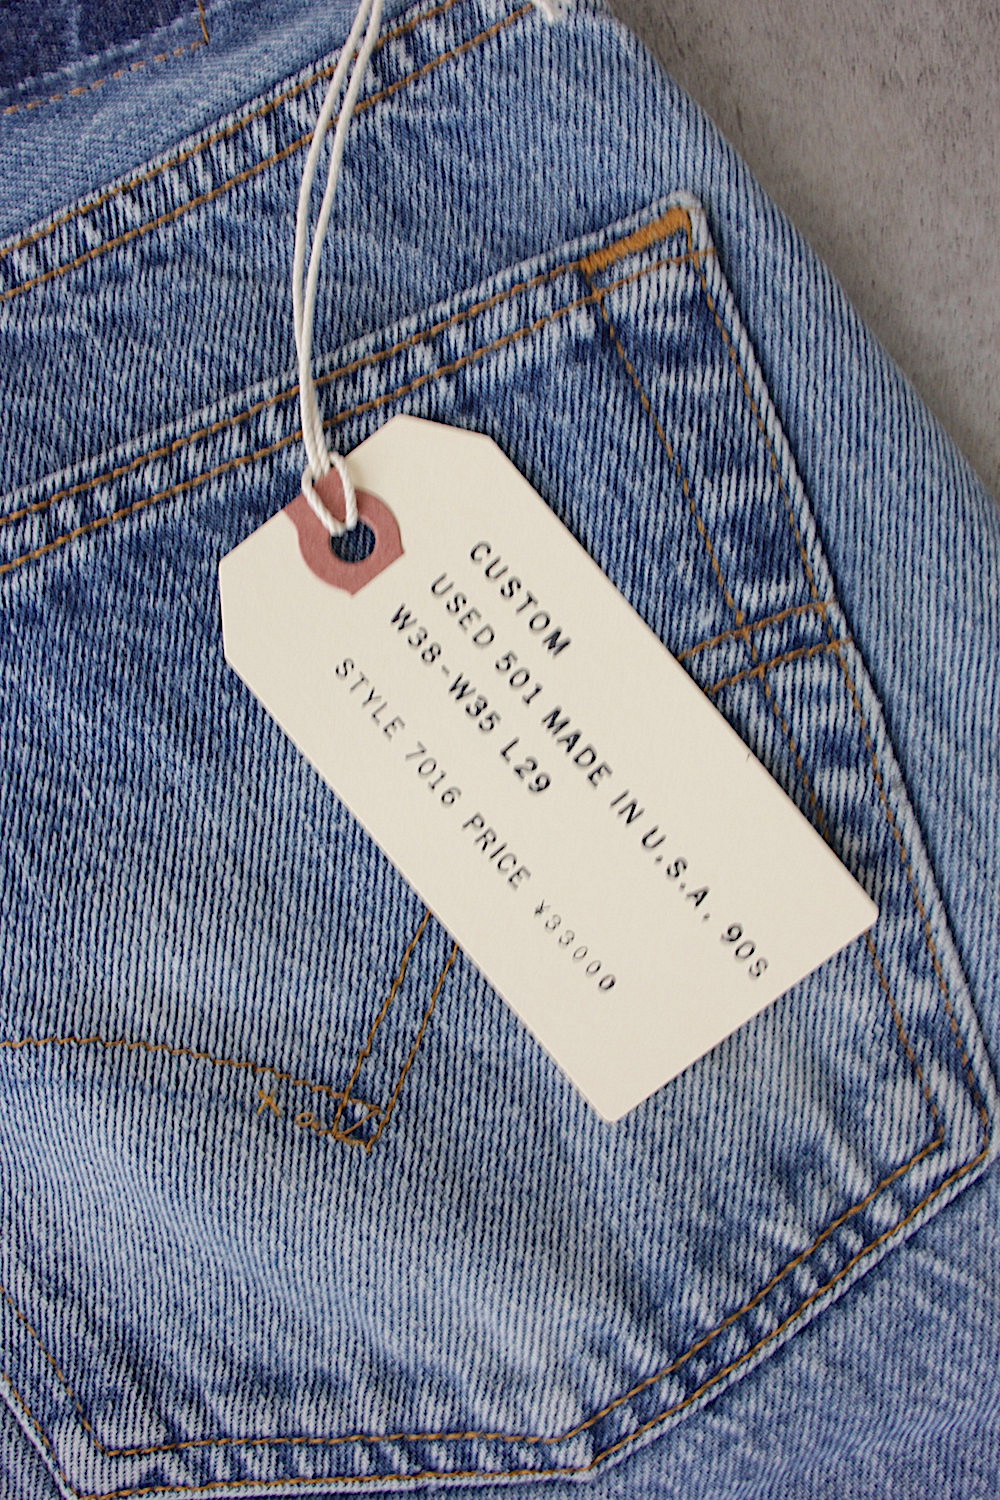 CUSTOM
USED 501 MADE IN U.S.A. 90S
W38-W35 L29
STYLE 7016 PRICE ¥33000